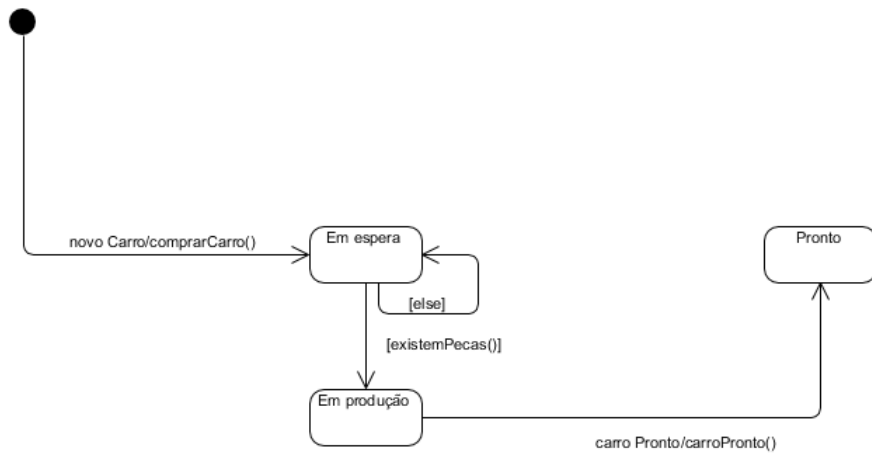 novo Carro/comprarCarro()
Em espera
Pronto
[else]
[existemPecas()]
Em produção
carro Pronto/carroPronto()